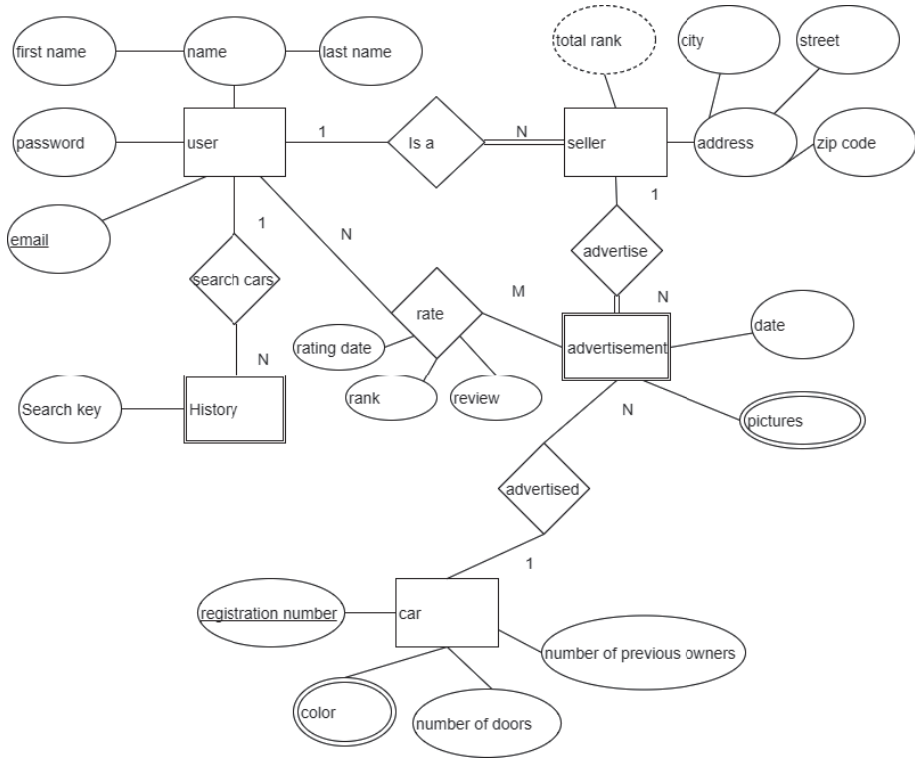 first name
name
last name
total rank
city
street
password
user
1
Is a
N
seller
address
zip code
email
1
N
1
search cars
advertise
M
N
rate
date
rating date
advertisement
N
rank
review
Search key
History
N
pictures
advertised
1
registration number
car
number of previous owners
color
number of doors